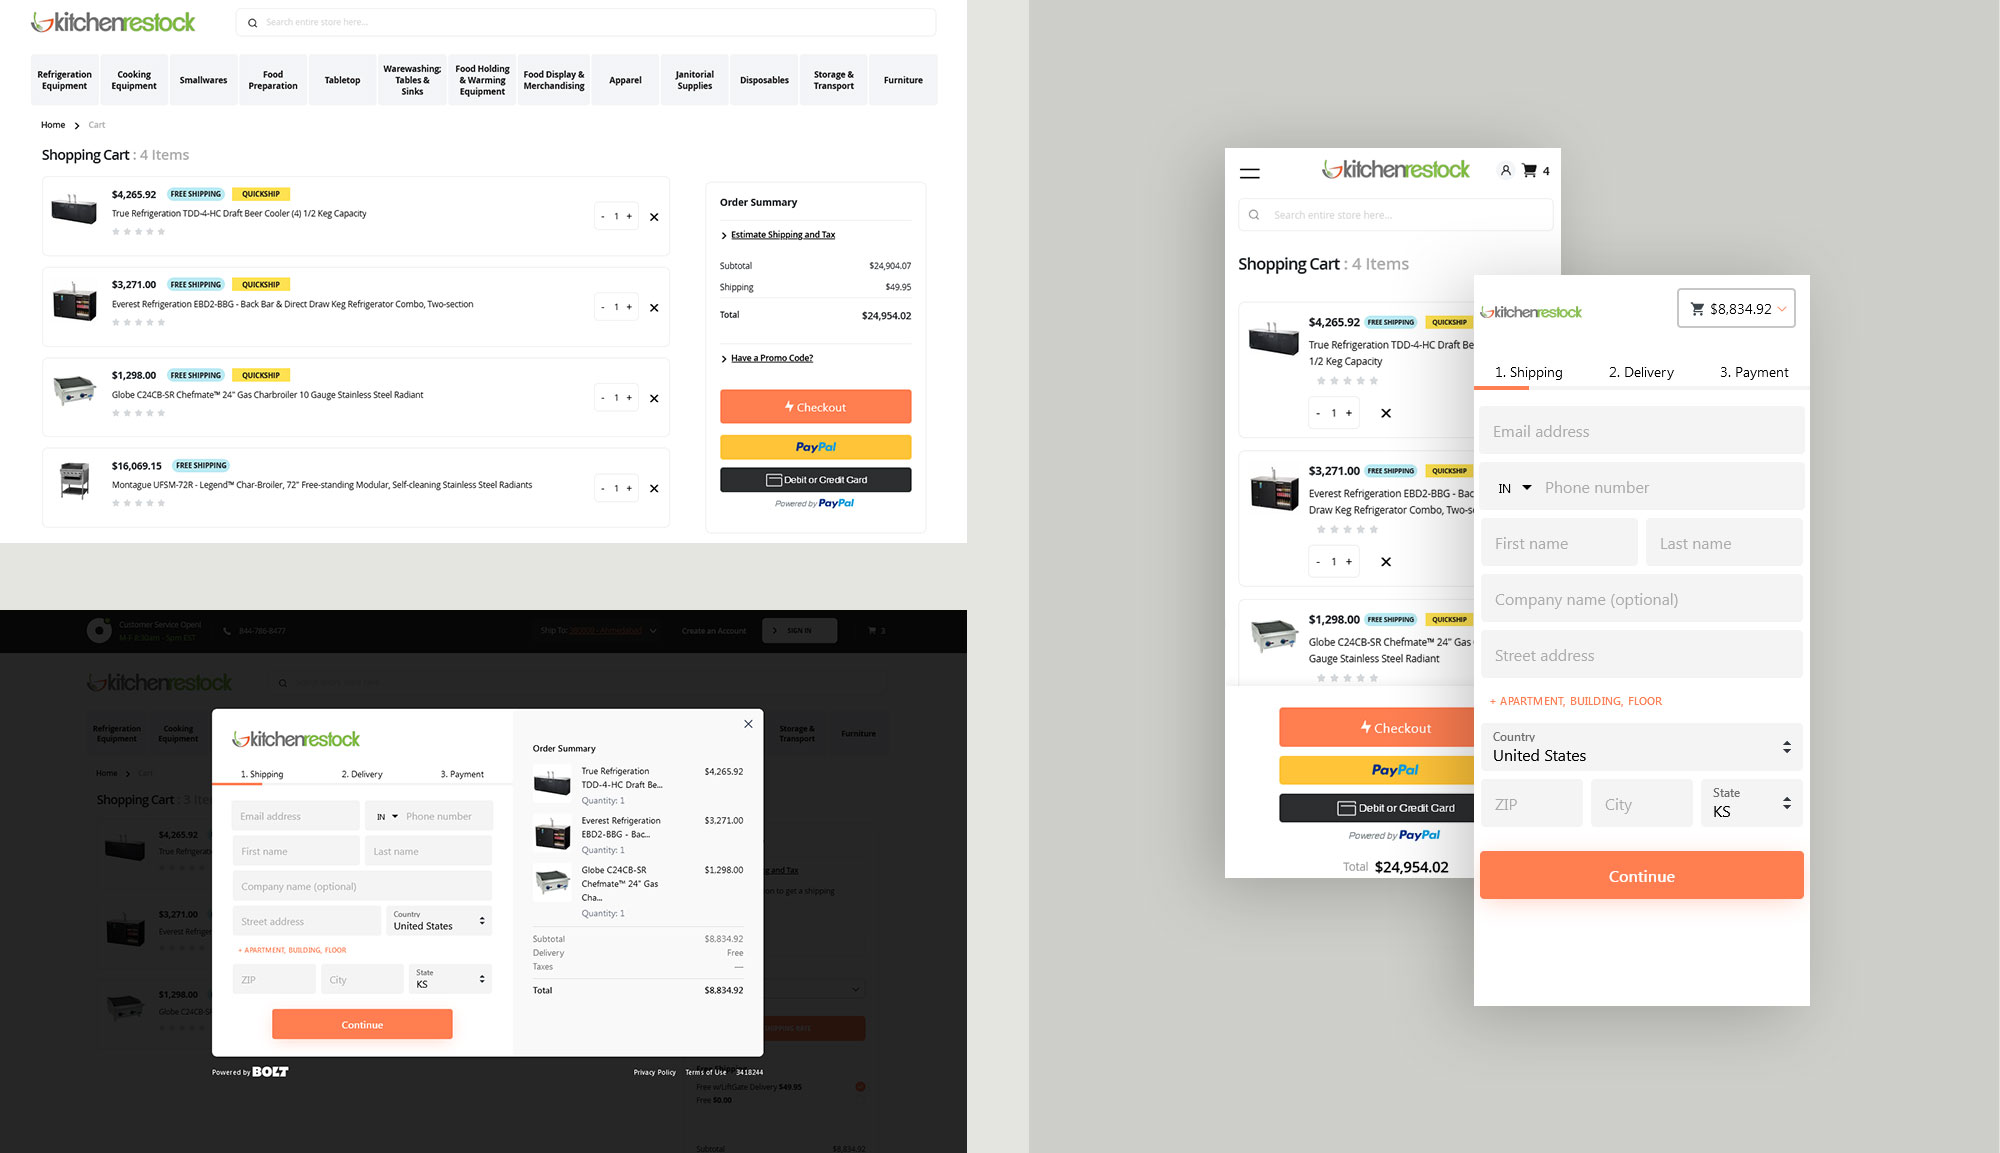 kitchenrestock
Search entire store here...
Refrigeration Equipment
Cooking Equipment
Smallwares
Food Preparation
Tabletop
Warewashing; Tables & Sinks
Food Holding & Warming Equipment
Food Display & Merchandising
Apparel
Janitorial Supplies
Disposables
Storage & Transport
Furniture
Home > Cart
Shopping Cart : 4 Items
$4,265.92 FREE SHIPPING QUICKSHIP
True Refrigeration TDD-4-HC Draft Beer Cooler (4) 1/2 Keg Capacity
- 1 +
$3,271.00 FREE SHIPPING QUICKSHIP
Everest Refrigeration EBD2-BBG - Back Bar & Direct Draw Keg Refrigerator Combo, Two-section
- 1 +
$1,298.00 FREE SHIPPING QUICKSHIP
Globe C24CB-SR Chefmate™ 24" Gas Charbroiler 10 Gauge Stainless Steel Radiant
- 1 +
$16,069.15 FREE SHIPPING
Montague UFSM-72R - Legend™ Char-Broiler, 72" Free-standing Modular, Self-cleaning Stainless Steel Radiants
- 1 +
Order Summary
Estimate Shipping and Tax
Subtotal $24,904.07
Shipping $49.95
Total $24,954.02
Have a Promo Code?
Checkout
PayPal
Debit or Credit Card
Powered by PayPal
Customer Service Open!
M-F 8:30am - 5pm EST
844-786-8477
Ship To: 380009 - Ahmedabad
Create an Account
SIGN IN
3
kitchenrestock
Refrigeration Equipment
Cooking Equipment
Storage & Transport
Furniture
Home > Cart
Shopping Cart : 3 Ite
$4,265.92
True Refrigerat
$3,271.00
Everest Refriger
$1,298.00
Globe C24CB-S
kitchenrestock
1. Shipping
2. Delivery
3. Payment
Email address
IN Phone number
First name
Last name
Company name (optional)
Street address
Country
United States
+ APARTMENT, BUILDING, FLOOR
ZIP
City
State
KS
Continue
Order Summary
True Refrigeration $4,265.92
TDD-4-HC Draft Be...
Quantity: 1
Everest Refrigeration $3,271.00
EBD2-BBG - Bac...
Quantity: 1
Globe C24CB-SR $1,298.00
Chefmate™ 24" Gas
Cha...
Quantity: 1
Subtotal $8,834.92
Delivery Free
Taxes —
Total $8,834.92
g and Tax
ion to get a shipping
Powered by BOLT
Privacy Policy Terms of Use 3418244
Free w/LiftGate Delivery $49.95
Free $0.00
Subtotal $8,834.92
kitchenrestock
4
Search entire store here...
Shopping Cart : 4 Items
$4,265.92 FREE SHIPPING QUICKSHIP
True Refrigeration TDD-4-HC Draft Be
1/2 Keg Capacity
- 1 +
$3,271.00 FREE SHIPPING QUICKSHIP
Everest Refrigeration EBD2-BBG - Bac
Draw Keg Refrigerator Combo, Two-s
- 1 +
$1,298.00 FREE SHIPPING QUICKSHIP
Globe C24CB-SR Chefmate™ 24" Gas
Gauge Stainless Steel Radiant
Checkout
PayPal
Debit or Credit Card
Powered by PayPal
Total $24,954.02
kitchenrestock
$8,834.92
1. Shipping
2. Delivery
3. Payment
Email address
IN Phone number
First name
Last name
Company name (optional)
Street address
+ APARTMENT, BUILDING, FLOOR
Country
United States
ZIP
City
State
KS
Continue